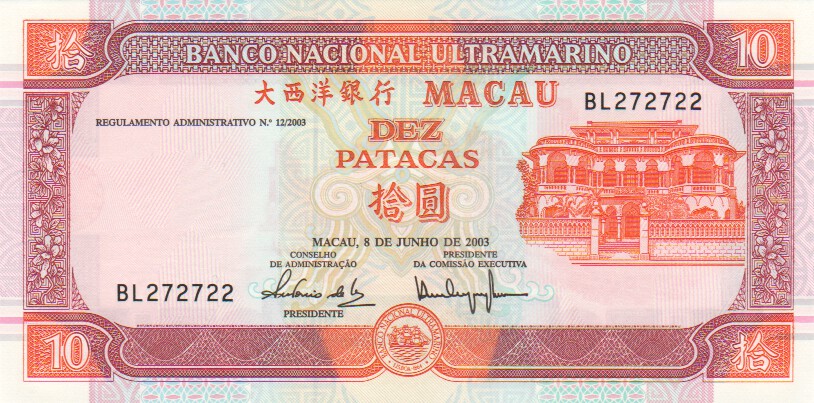 拾
BANCO NACIONAL ULTRAMARINO
10
大西洋銀行 MACAU
BL272722
REGULAMENTO ADMINISTRATIVO N.º 12/2003
DEZ
PATACAS
拾圓
MACAU, 8 DE JUNHO DE 2003
CONSELHO
DE ADMINISTRAÇÃO
PRESIDENTE
DA COMISSÃO EXECUTIVA
BL272722
PRESIDENTE
10
BANCO NACIONAL ULTRAMARINO
拾